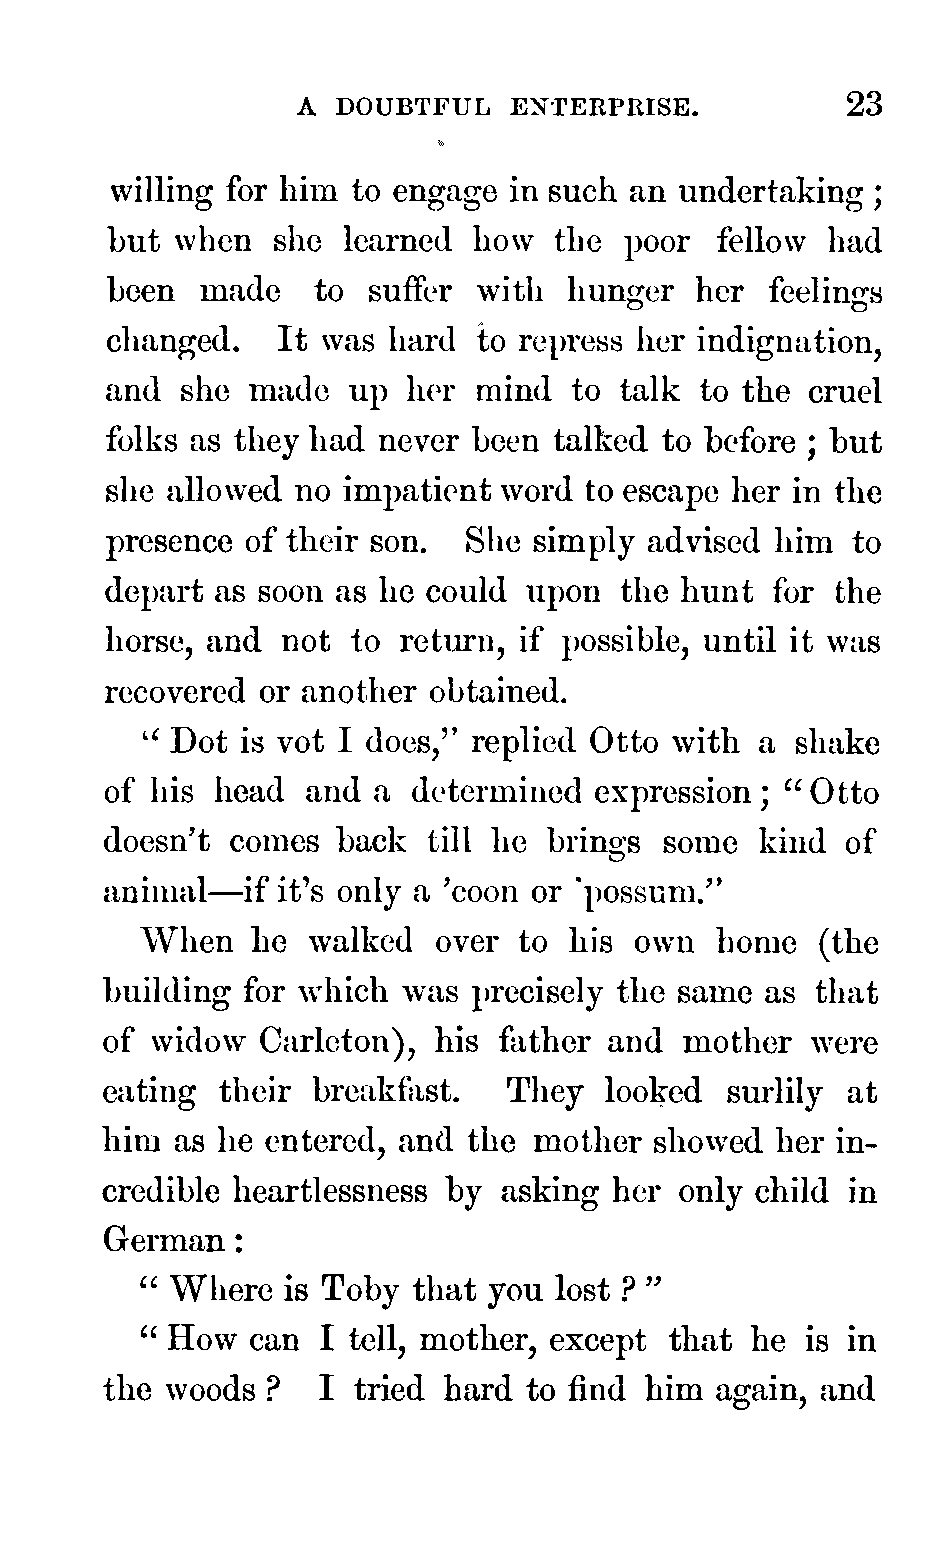 A DOUBTFUL ENTERPRISE. 23
willing for him to engage in such an undertaking ;
but when she learned how the poor fellow had
been made to suffer with hunger her feelings
changed. It was hard to repress her indignation,
and she made up her mind to talk to the cruel
folks as they had never been talked to before ; but
she allowed no impatient word to escape her in the
presence of their son. She simply advised him to
depart as soon as he could upon the hunt for the
horse, and not to return, if possible, until it was
recovered or another obtained.
“ Dot is vot I does,” replied Otto with a shake
of his head and a determined expression ; “ Otto
doesn’t comes back till he brings some kind of
animal—if it’s only a ’coon or ’possum.”
When he walked over to his own home (the
building for which was precisely the same as that
of widow Carleton), his father and mother were
eating their breakfast. They looked surlily at
him as he entered, and the mother showed her in-
credible heartlessness by asking her only child in
German :
“ Where is Toby that you lost ? ”
“ How can I tell, mother, except that he is in
the woods ? I tried hard to find him again, and